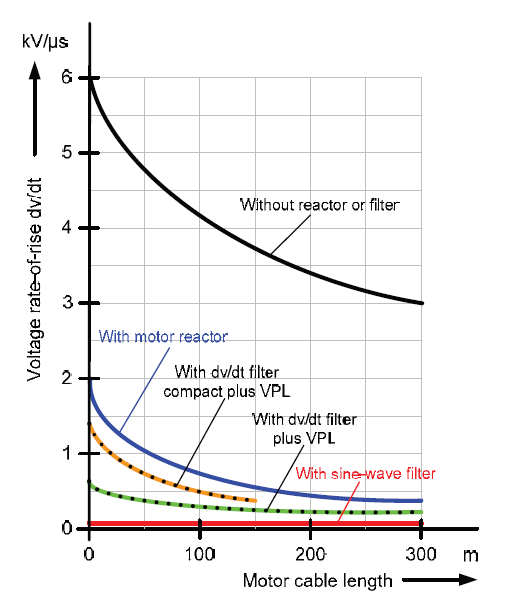 kV/µs
Voltage rate-of-rise dv/dt
6
5
4
3
2
1
0
Without reactor or filter
With motor reactor
With dv/dt filter
compact plus VPL
With dv/dt filter
plus VPL
With sine-wave filter
0
100
200
300
m
Motor cable length